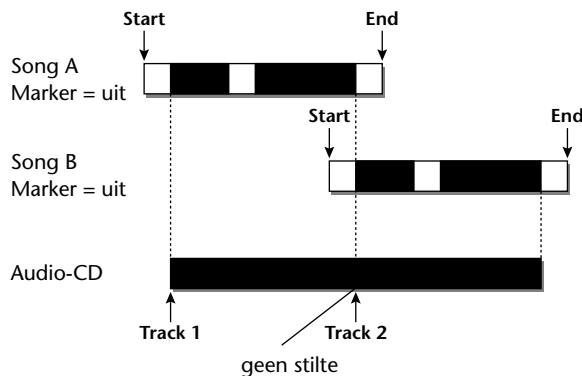 Start End
Song A
Marker = uit
Start End
Song B
Marker = uit
Audio-CD
Track 1 Track 2
geen stilte